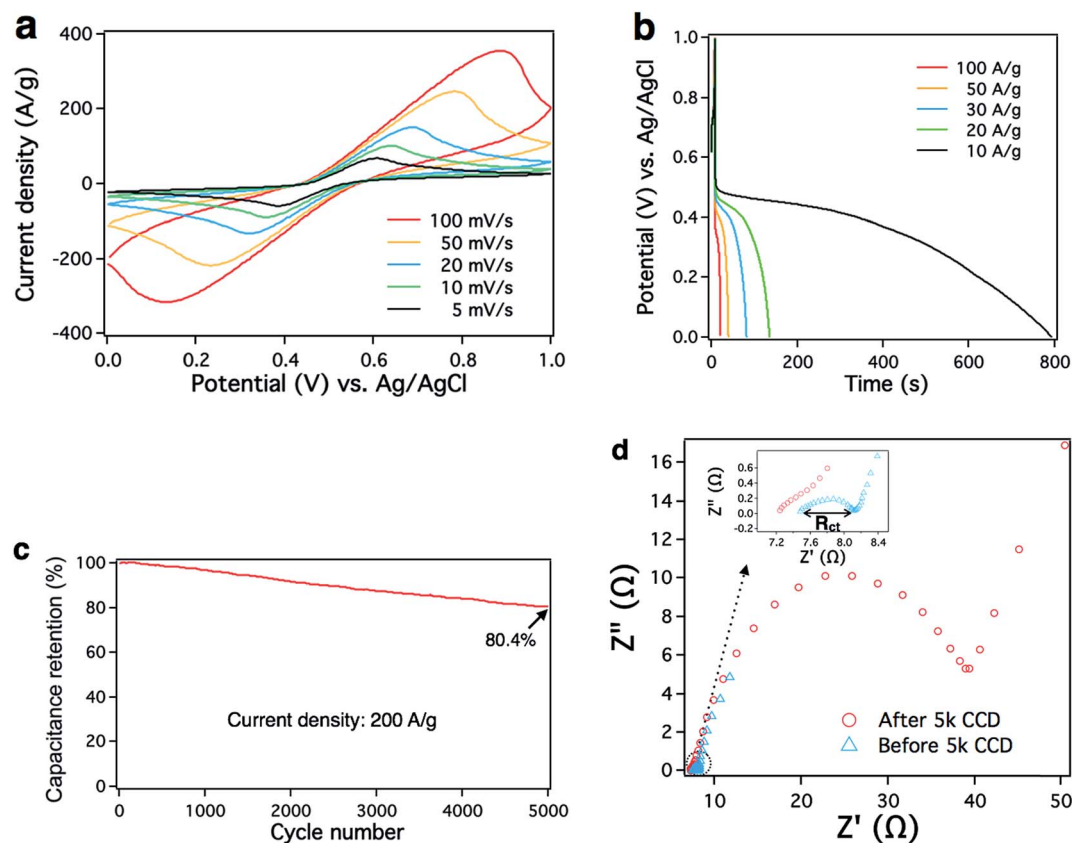 a
Current density (A/g)
400
200
0
-200
-400
100 mV/s
50 mV/s
20 mV/s
10 mV/s
5 mV/s
0.0 0.2 0.4 0.6 0.8 1.0
Potential (V) vs. Ag/AgCl
b
Potential (V) vs. Ag/AgCl
1.0
0.8
0.6
0.4
0.2
0.0
100 A/g
50 A/g
30 A/g
20 A/g
10 A/g
0 200 400 600 800
Time (s)
c
Capacitance retention (%)
100
80
60
40
20
0
80.4%
Current density: 200 A/g
0 1000 2000 3000 4000 5000
Cycle number
d
Z" (Ω)
16
14
12
10
8
6
4
2
0
Z" (Ω)
0.6
0.4
0.2
0.0
-0.2
Rct
7.2 7.6 8.0 8.4
Z' (Ω)
After 5k CCD
Before 5k CCD
10 20 30 40 50
Z' (Ω)